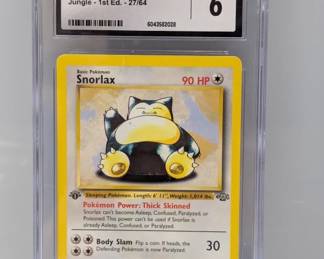 Jungle - 1st Ed. - 27/64
6
6043582028
Basic Pokémon
Snorlax
90 HP
Sleeping Pokémon. Length: 6' 11", Weight: 1,014 lbs.
Pokémon Power: Thick Skinned
Snorlax can't become Asleep, Confused, Paralyzed, or
Poisoned. This power can't be used if Snorlax is
already Asleep, Confused, or Paralyzed.
Body Slam Flip a coin. If heads, the
Defending Pokémon is now Paralyzed.
30